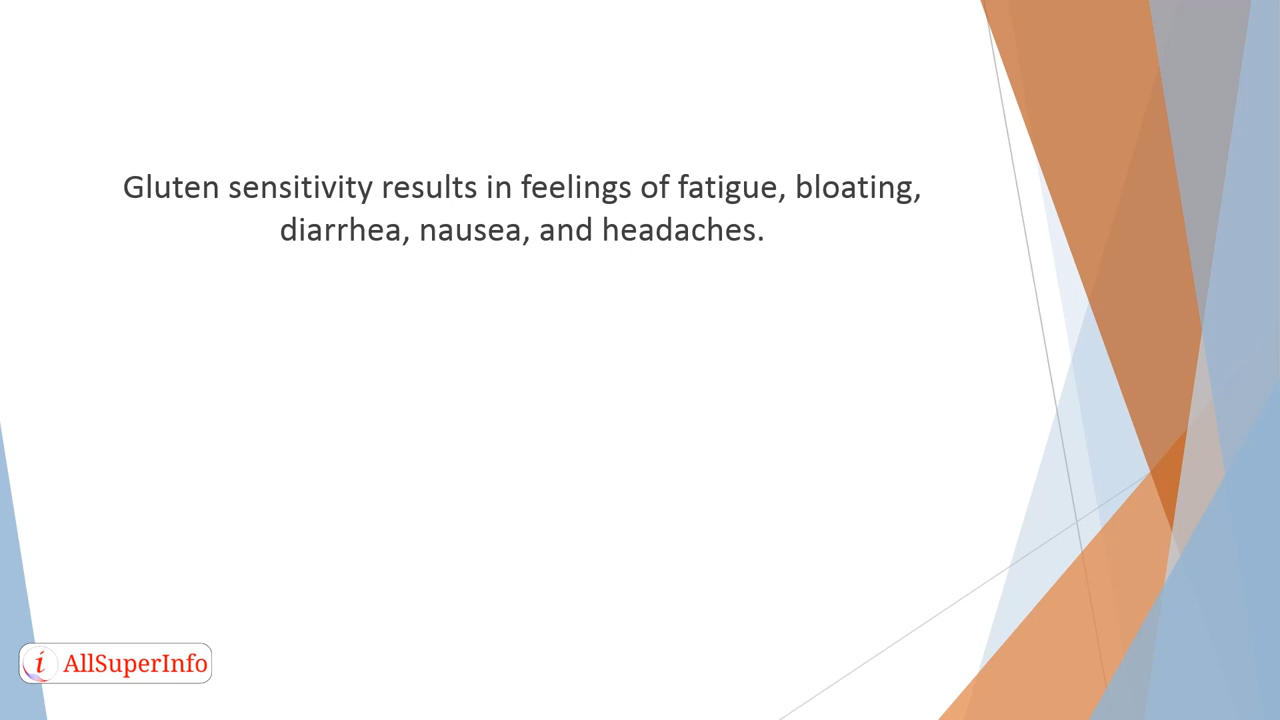 Gluten sensitivity results in feelings of fatigue, bloating,
diarrhea, nausea, and headaches.
i AllSuperInfo